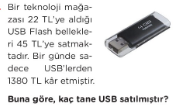 Bir teknoloji mağa-
zası 22 TL'ye aldığı
USB Flash bellekle-
ri 45 TL'ye satmak-
tadır. Bir günde sa-
dece USB'lerden
1380 TL kâr etmiştir.
Buna göre, kaç tane USB satılmıştır?